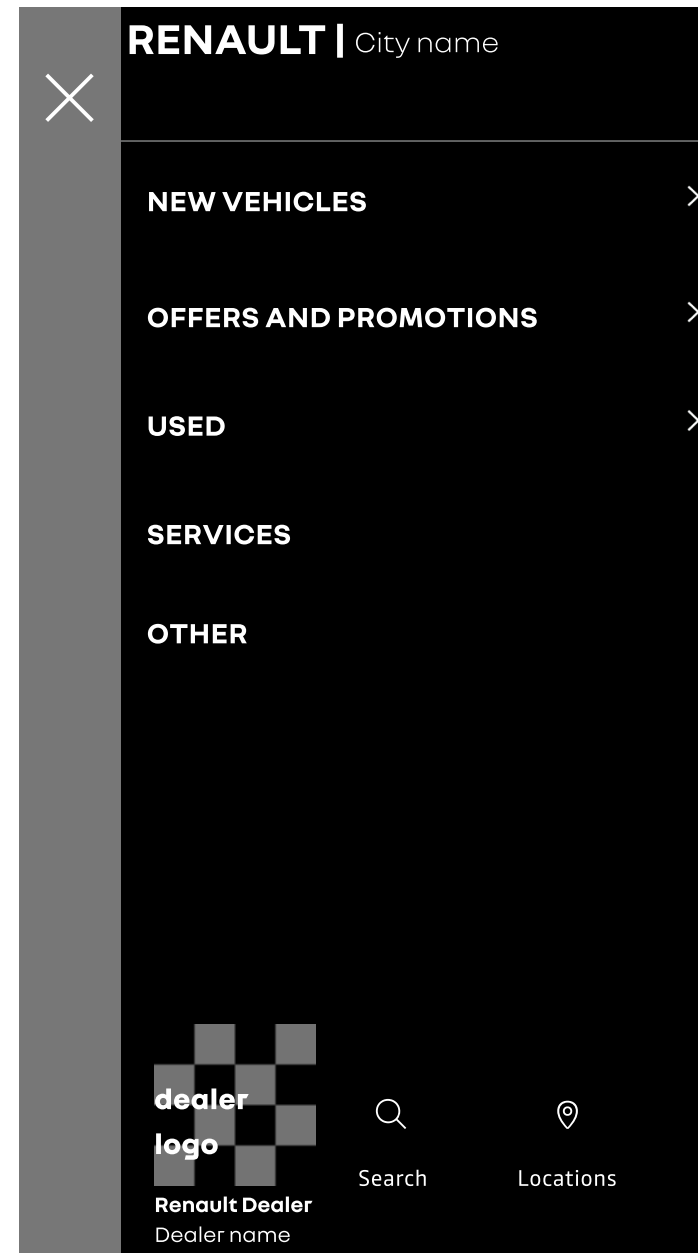 RENAULT | City name
NEW VEHICLES
OFFERS AND PROMOTIONS
USED
SERVICES
OTHER
dealer
logo
Renault Dealer
Dealer name
Search
Locations